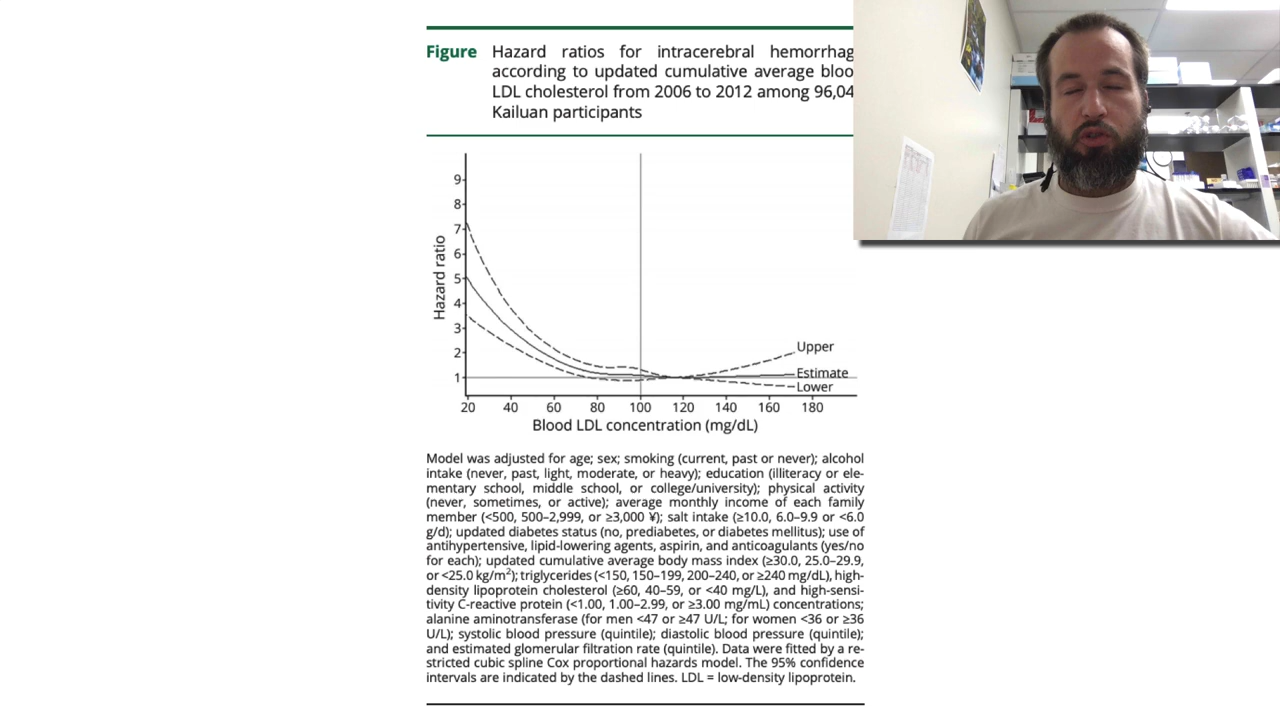 Figure Hazard ratios for intracerebral hemorrhag
according to updated cumulative average bloo
LDL cholesterol from 2006 to 2012 among 96,04
Kailuan participants
9
8
7
6
5
4
3
2
1
Hazard ratio
Upper
Estimate
Lower
20 40 60 80 100 120 140 160 180
Blood LDL concentration (mg/dL)
Model was adjusted for age; sex; smoking (current, past or never); alcohol
intake (never, past, light, moderate, or heavy); education (illiteracy or ele-
mentary school, middle school, or college/university); physical activity
(never, sometimes, or active); average monthly income of each family
member (<500, 500–2,999, or ≥3,000 ¥); salt intake (≥10.0, 6.0–9.9 or <6.0
g/d); updated diabetes status (no, prediabetes, or diabetes mellitus); use of
antihypertensive, lipid-lowering agents, aspirin, and anticoagulants (yes/no
for each); updated cumulative average body mass index (≥30.0, 25.0–29.9,
or <25.0 kg/m²); triglycerides (<150, 150–199, 200–240, or ≥240 mg/dL), high-
density lipoprotein cholesterol (≥60, 40–59, or <40 mg/L), and high-sensi-
tivity C-reactive protein (<1.00, 1.00–2.99, or ≥3.00 mg/mL) concentrations;
alanine aminotransferase (for men <47 or ≥47 U/L; for women <36 or ≥36
U/L); systolic blood pressure (quintile); diastolic blood pressure (quintile);
and estimated glomerular filtration rate (quintile). Data were fitted by a re-
stricted cubic spline Cox proportional hazards model. The 95% confidence
intervals are indicated by the dashed lines. LDL = low-density lipoprotein.